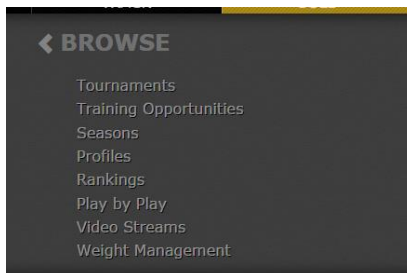 BROWSE
Tournaments
Training Opportunities
Seasons
Profiles
Rankings
Play by Play
Video Streams
Weight Management